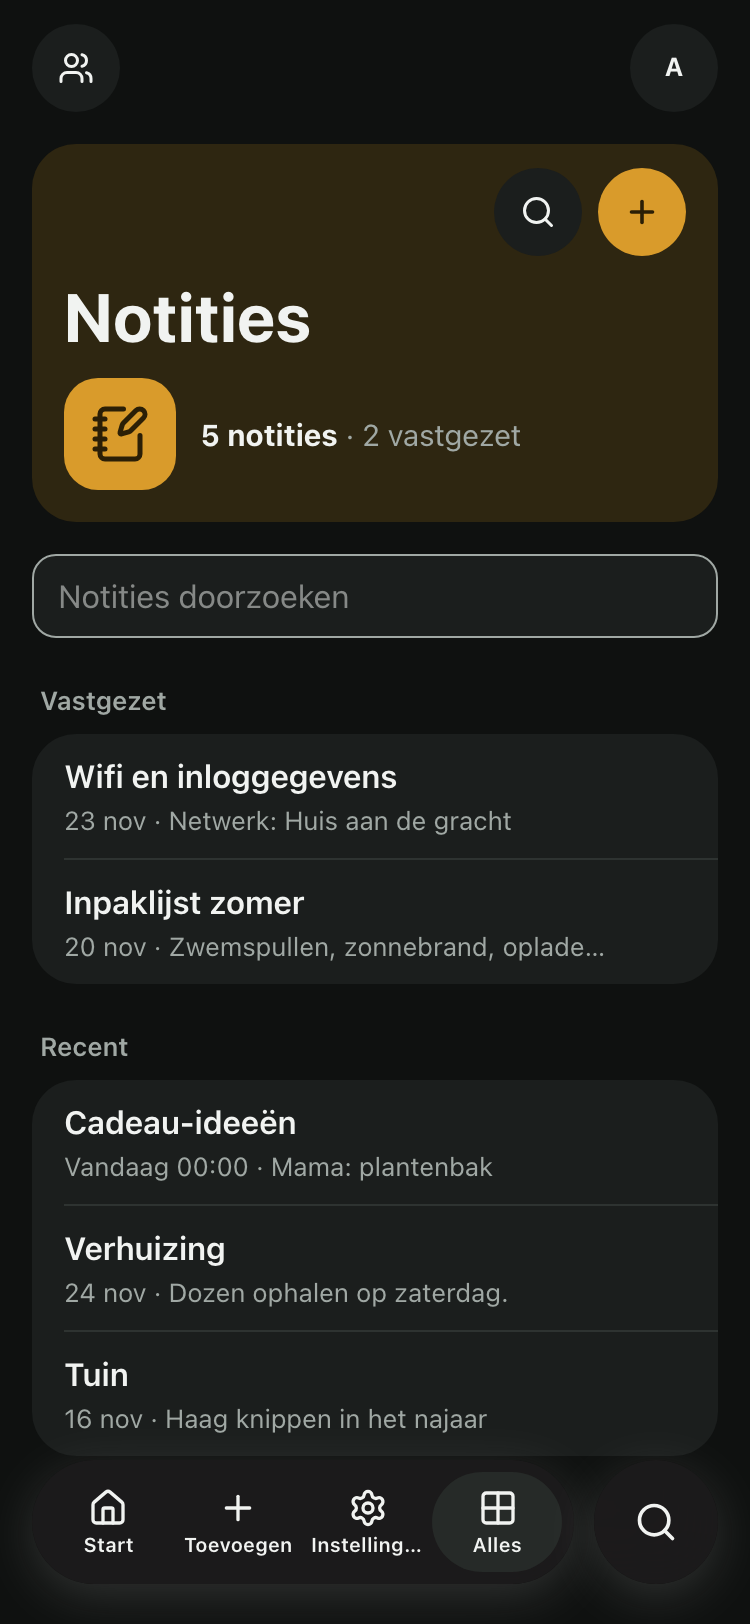 A
Notities
5 notities · 2 vastgezet
Notities doorzoeken
Vastgezet
Wifi en inloggegevens
23 nov · Netwerk: Huis aan de gracht
Inpaklijst zomer
20 nov · Zwemspullen, zonnebrand, oplade...
Recent
Cadeau-ideeën
Vandaag 00:00 · Mama: plantenbak
Verhuizing
24 nov · Dozen ophalen op zaterdag.
Tuin
16 nov · Haag knippen in het najaar
Start Toevoegen Instelling... Alles